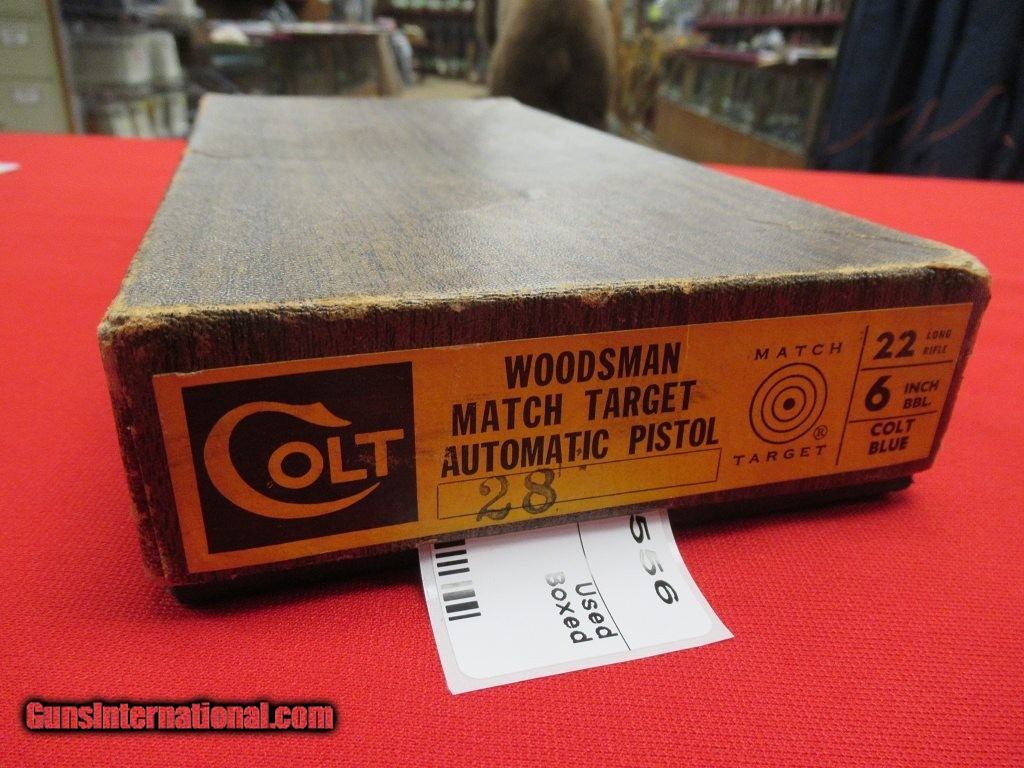 COLT
WOODSMAN
MATCH TARGET
AUTOMATIC PISTOL
28
MATCH
TARGET
®
22 LONG RIFLE
6 INCH BBL.
COLT
BLUE
556
Used
Boxed
GunsInternational.com